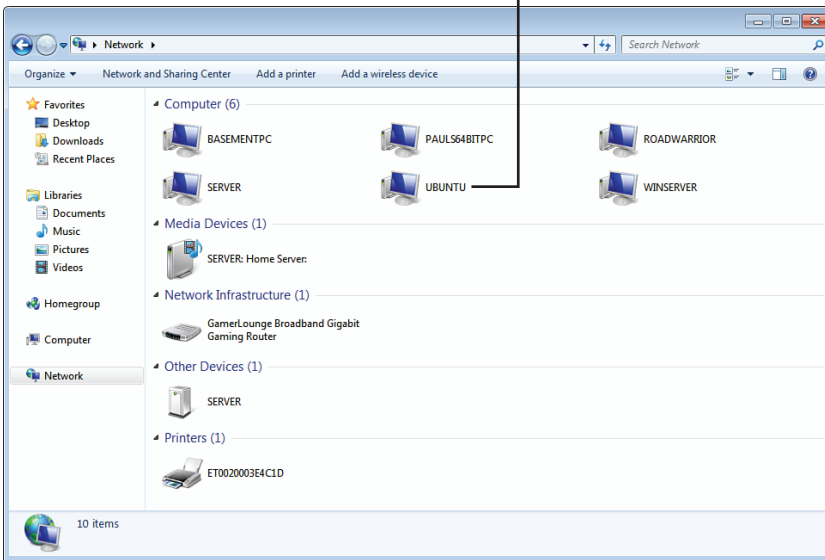 Network
Search Network
Organize
Network and Sharing Center
Add a printer
Add a wireless device
Favorites
Desktop
Downloads
Recent Places
Libraries
Documents
Music
Pictures
Videos
Homegroup
Computer
Network
Computer (6)
BASEMENTPC
PAULS64BITPC
ROADWARRIOR
SERVER
UBUNTU
WINSERVER
Media Devices (1)
SERVER: Home Server:
Network Infrastructure (1)
GamerLounge Broadband Gigabit
Gaming Router
Other Devices (1)
SERVER
Printers (1)
ET0020003E4C1D
10 items